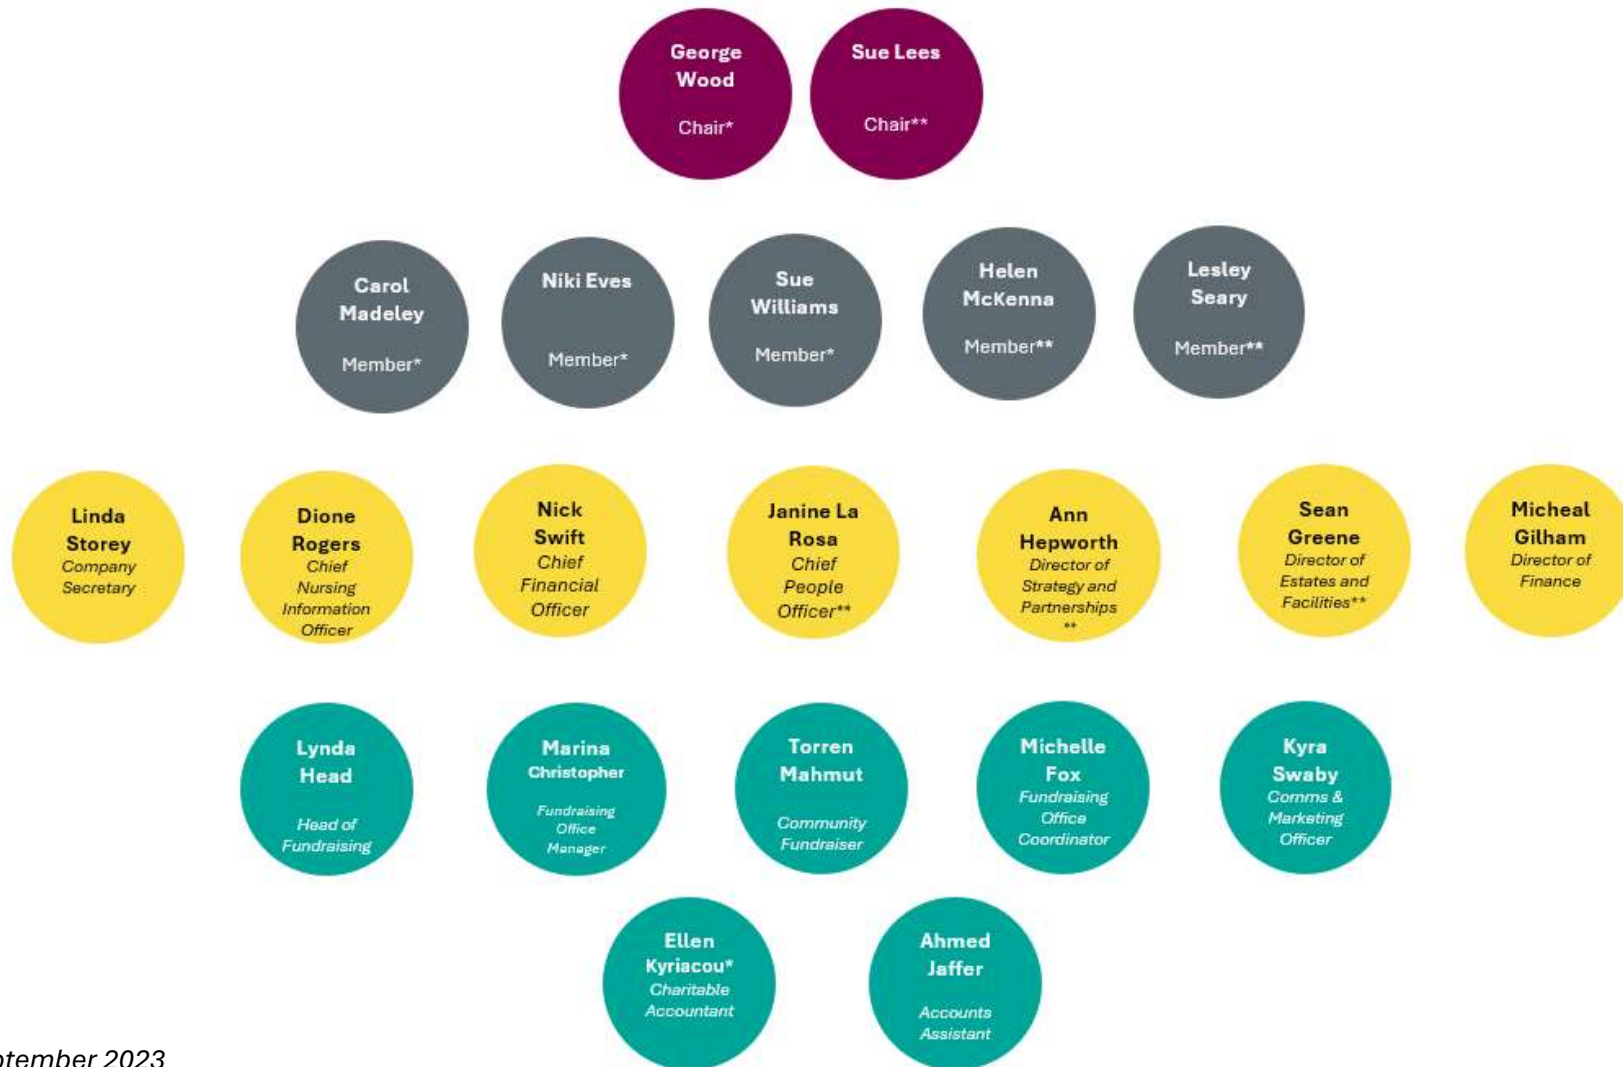 George
Wood
Chair*
Sue Lees
Chair**
Carol
Madeley
Member*
Niki Eves
Member*
Sue
Williams
Member*
Helen
McKenna
Member**
Lesley
Seary
Member**
Linda
Storey
Company
Secretary
Dione
Rogers
Chief
Nursing
Information
Officer
Nick
Swift
Chief
Financial
Officer
Janine La
Rosa
Chief
People
Officer**
Ann
Hepworth
Director of
Strategy and
Partnerships
**
Sean
Greene
Director of
Estates and
Facilities**
Micheal
Gilham
Director of
Finance
Lynda
Head
Head of
Fundraising
Marina
Christopher
Fundraising
Office
Manager
Torren
Mahmut
Community
Fundraiser
Michelle
Fox
Fundraising
Office
Coordinator
Kyra
Swaby
Comms &
Marketing
Officer
Ellen
Kyriacou*
Charitable
Accountant
Ahmed
Jaffer
Accounts
Assistant
ptember 2023